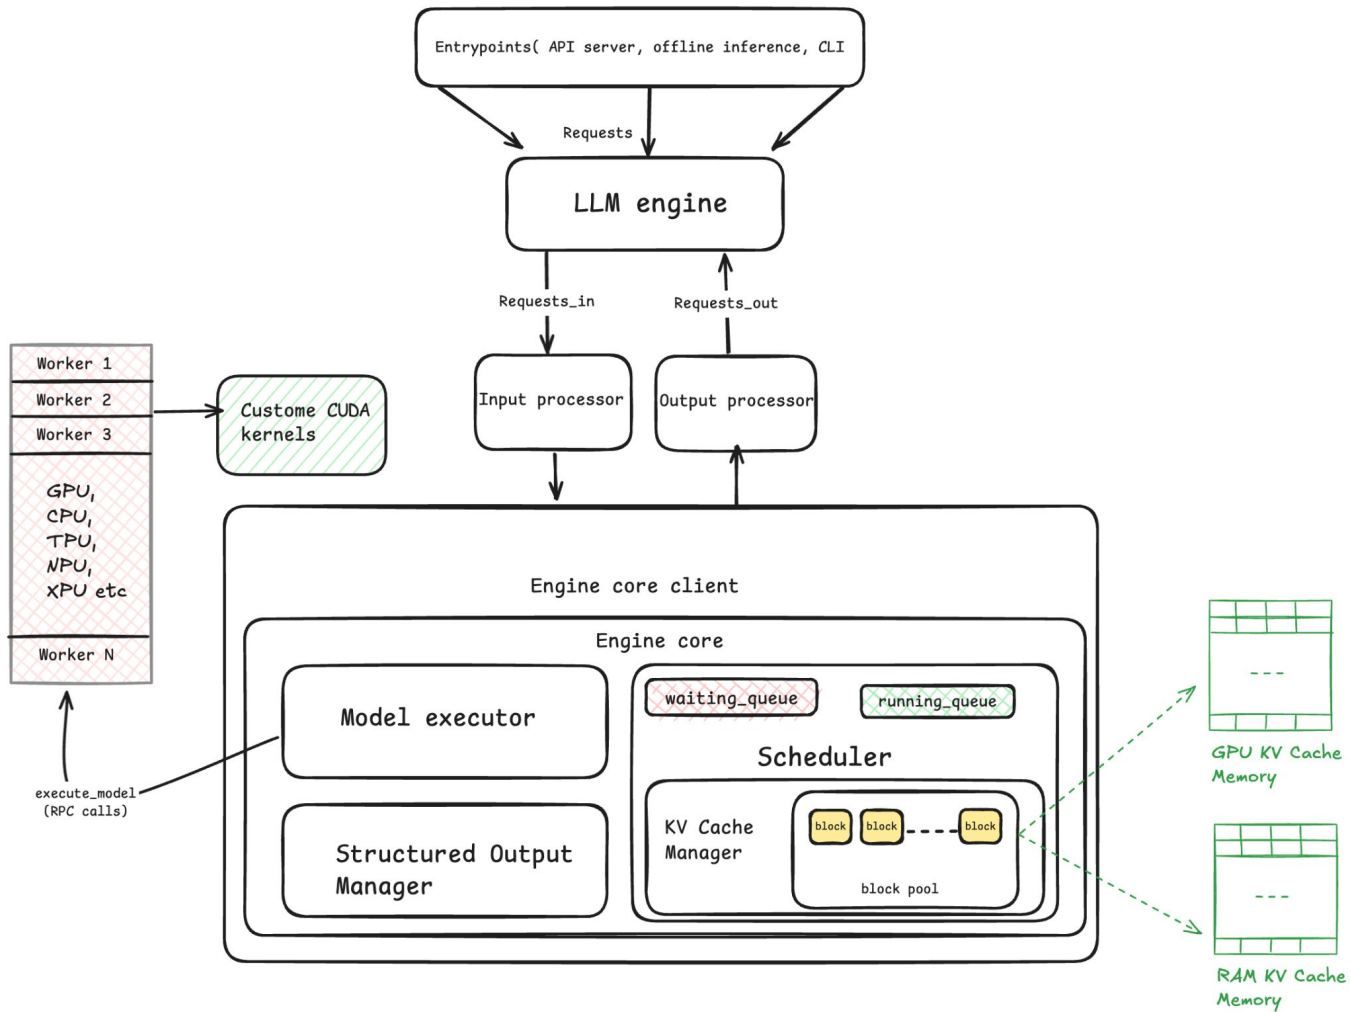 Entrypoints( API server, offline inference, CLI
Requests
LLM engine
Requests_in
Requests_out
Worker 1
Worker 2
Worker 3
GPU,
CPU,
TPU,
NPU,
XPU etc
Worker N
Custome CUDA
kernels
Input processor
Output processor
Engine core client
Engine core
Model executor
waiting_queue
running_queue
Scheduler
execute_model
(RPC calls)
Structured Output
Manager
KV Cache
Manager
block
block
block
block pool
GPU KV Cache
Memory
RAM KV Cache
Memory